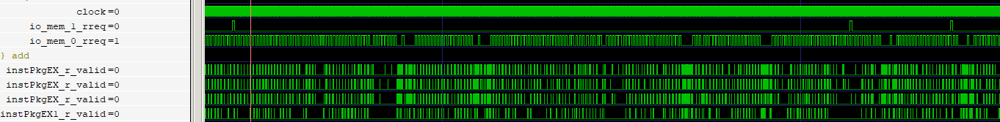 clock=0
io_mem_1_rreq=0
io_mem_0_rreq=1
} add
instPkgEX_r_valid=0
instPkgEX_r_valid=0
instPkgEX_r_valid=0
instPkgEX1_r_valid=0